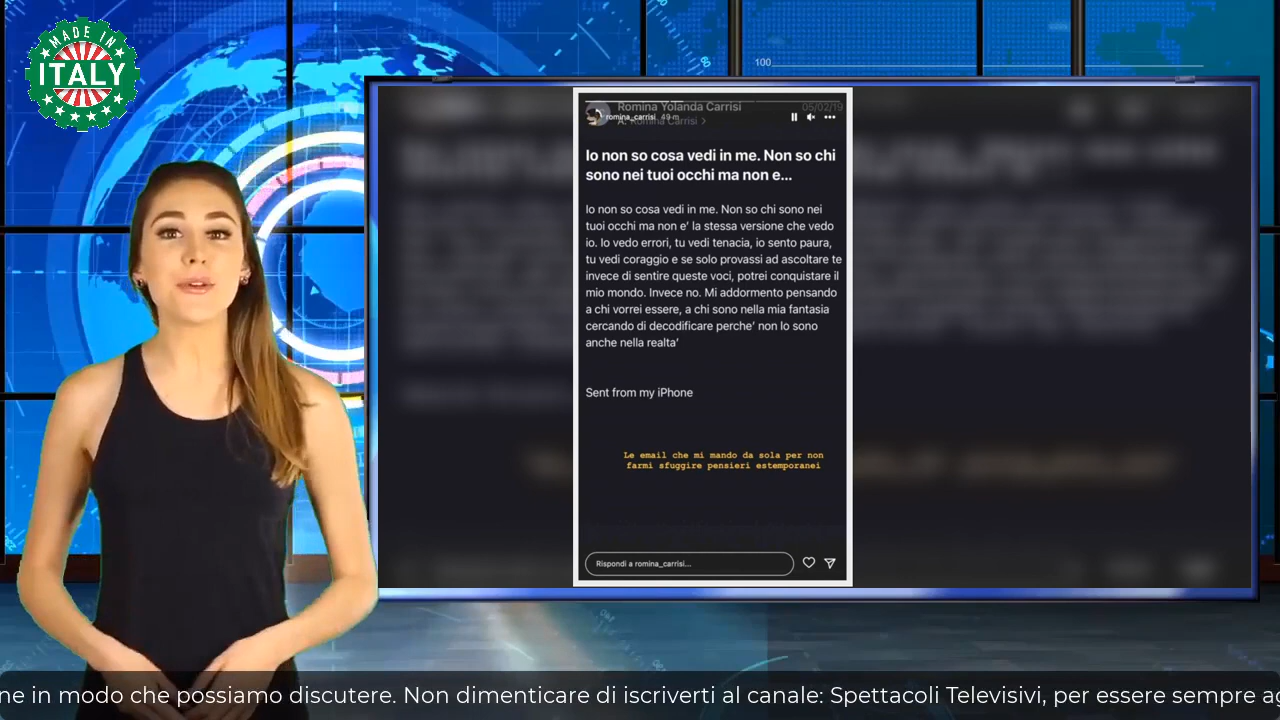 MADE IN
ITALY
100
Romina Yolanda Carrisi
05/02/19
romina_carrisi 49 m
A: Romina Carrisi >
Io non so cosa vedi in me. Non so chi
sono nei tuoi occhi ma non e...
Io non so cosa vedi in me. Non so chi sono nei
tuoi occhi ma non e' la stessa versione che vedo
io. Io vedo errori, tu vedi tenacia, io sento paura,
tu vedi coraggio e se solo provassi ad ascoltare te
invece di sentire queste voci, potrei conquistare il
mio mondo. Invece no. Mi addormento pensando
a chi vorrei essere, a chi sono nella mia fantasia
cercando di decodificare perche' non lo sono
anche nella realta'
Sent from my iPhone
Le email che mi mando da sola per non
farmi sfuggire pensieri estemporanei
Rispondi a romina_carrisi...
ne in modo che possiamo discutere. Non dimenticare di iscriverti al canale: Spettacoli Televisivi, per essere sempre ag